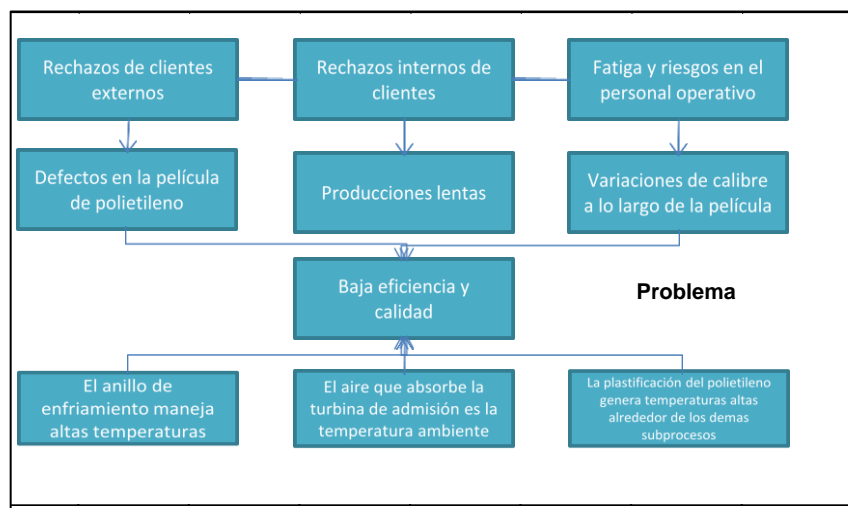 Rechazos de clientes
externos
Rechazos internos de
clientes
Fatiga y riesgos en el
personal operativo
Defectos en la película
de polietileno
Producciones lentas
Variaciones de calibre
a lo largo de la película
Baja eficiencia y
calidad
Problema
El anillo de
enfriamiento maneja
altas temperaturas
El aire que absorbe la
turbina de admisión es la
temperatura ambiente
La plastificación del polietileno
genera temperaturas altas
alrededor de los demas
subprocesos